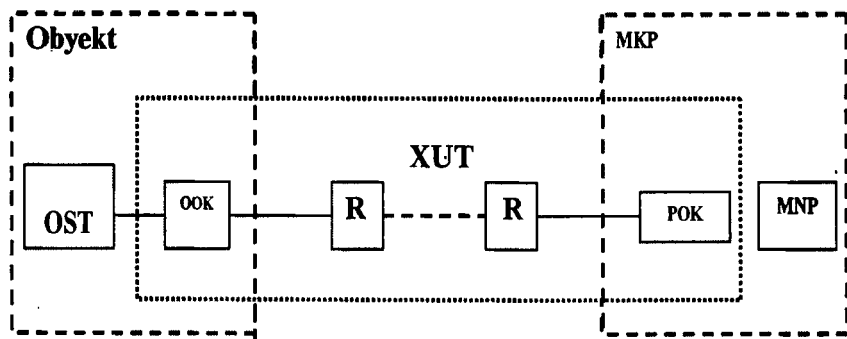 Obyekt
MKP
XUT
OST
OOK
R
R
POK
MNP